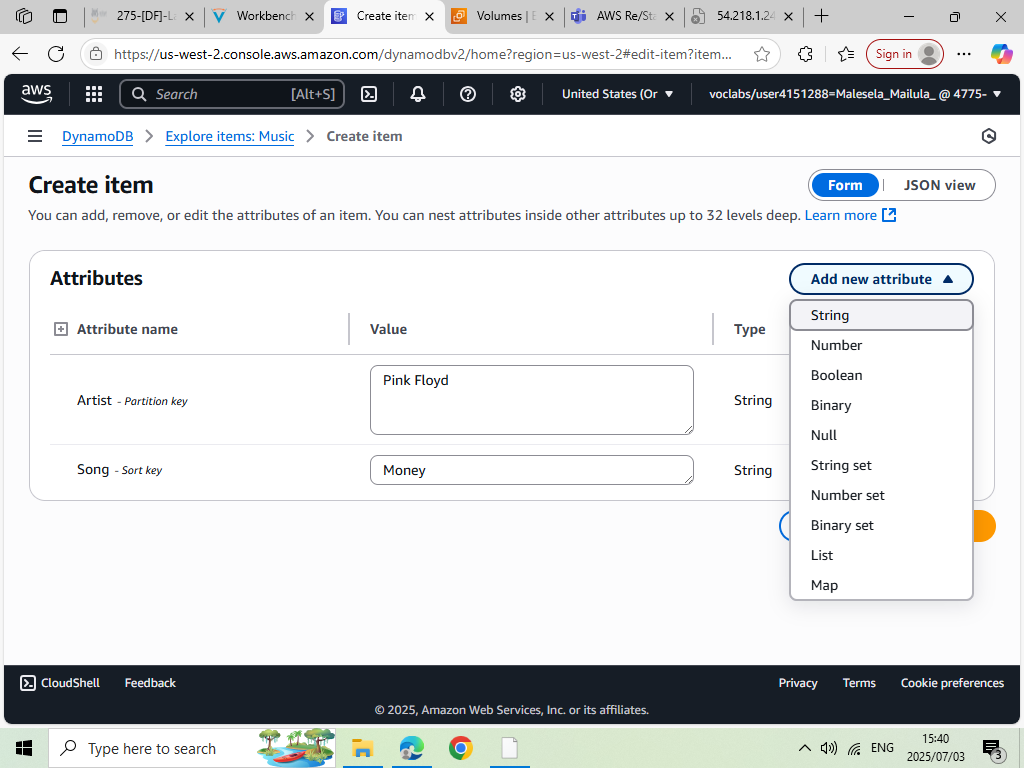 275-[DF]-L
Workbench
Create item
Volumes | E
AWS Re/Sta
54.218.1.24
https://us-west-2.console.aws.amazon.com/dynamodbv2/home?region=us-west-2#edit-item?item...
Sign in
aws
Search
[Alt+S]
United States (Or
voclabs/user4151288=Malesela_Mailula_ @ 4775-
DynamoDB
Explore items: Music
Create item
Create item
Form
JSON view
You can add, remove, or edit the attributes of an item. You can nest attributes inside other attributes up to 32 levels deep. Learn more
Attributes
Add new attribute
Attribute name
Value
Type
Artist - Partition key
Pink Floyd
String
Song - Sort key
Money
String
String
Number
Boolean
Binary
Null
String set
Number set
Binary set
List
Map
CloudShell
Feedback
Privacy
Terms
Cookie preferences
© 2025, Amazon Web Services, Inc. or its affiliates.
Type here to search
ENG
15:40
2025/07/03
3